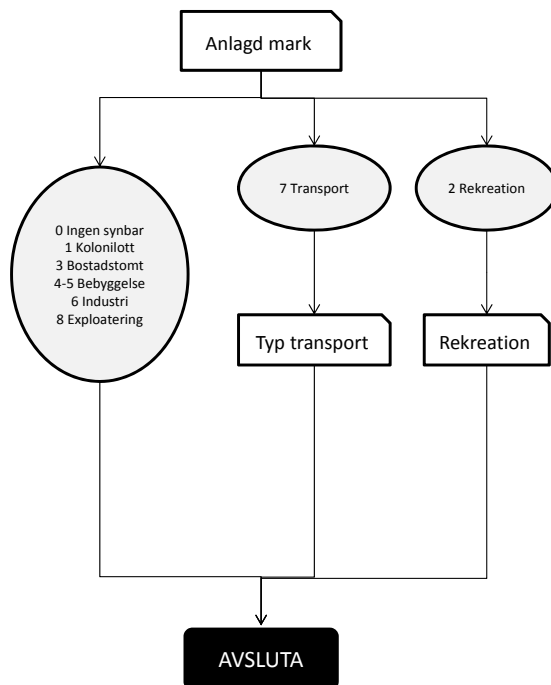 Anlagd mark
0 Ingen synbar
1 Kolonilott
3 Bostadstomt
4-5 Bebyggelse
6 Industri
8 Exploatering
7 Transport
2 Rekreation
Typ transport
Rekreation
AVSLUTA